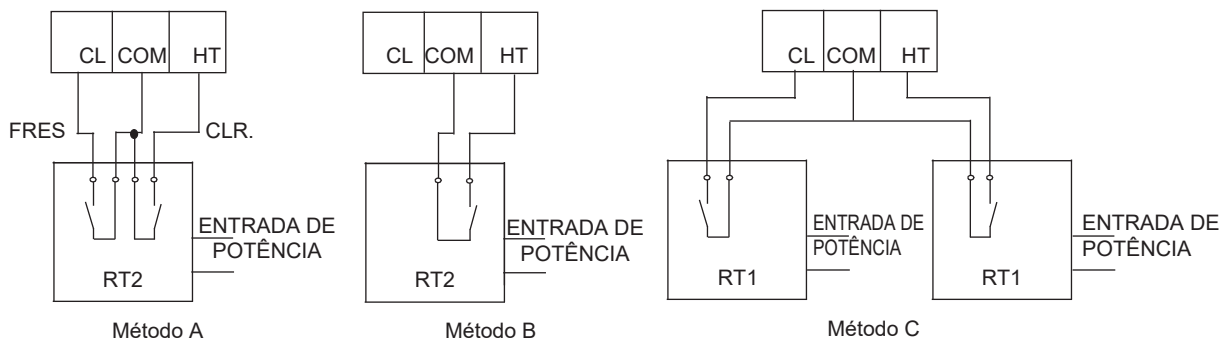 CL COM HT
FRES CLR.
ENTRADA DE
POTÊNCIA
RT2
Método A
CL COM HT
ENTRADA DE
POTÊNCIA
RT2
Método B
CL COM HT
ENTRADA DE
POTÊNCIA
RT1
ENTRADA DE
POTÊNCIA
RT1
Método C